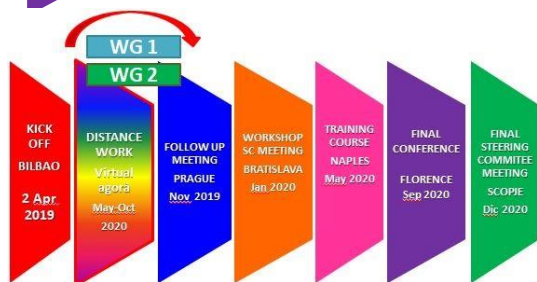 WG 1
WG 2
KICK
OFF
BILBAO
2 Apr
2019
DISTANCE
WORK
Virtual
agora
May-Oct
2020
FOLLOW UP
MEETING
PRAGUE
Nov 2019
WORKSHOP
SC MEETING
BRATISLAVA
Jan 2020
TRAINING
COURSE
NAPLES
May 2020
FINAL
CONFERENCE
FLORENCE
Sep 2020
FINAL
STEERING
COMMITEE
MEETING
SCOPIE
Dic 2020